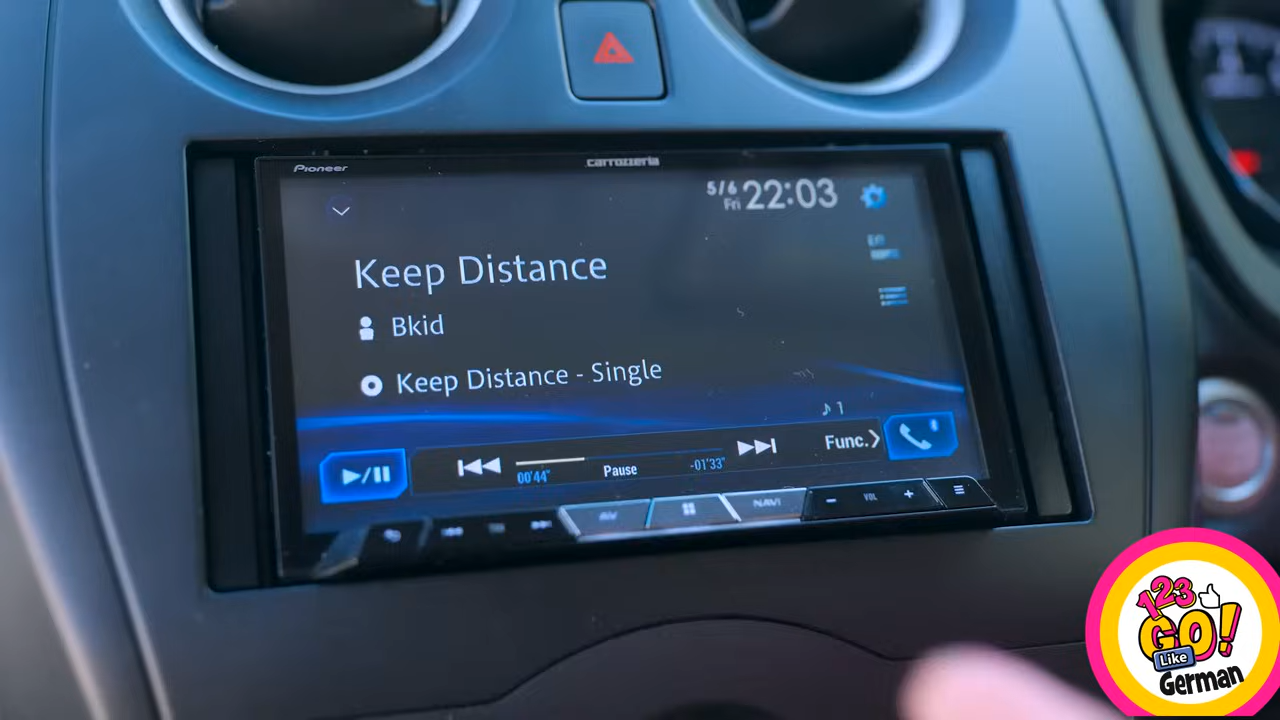 Pioneer
carrozzeria
5/6
Fri
22:03
Keep Distance
Bkid
Keep Distance - Single
1
Func.
00'44"
Pause
-01'33"
AV
NAVI
VOL
123
GO!
Like
German